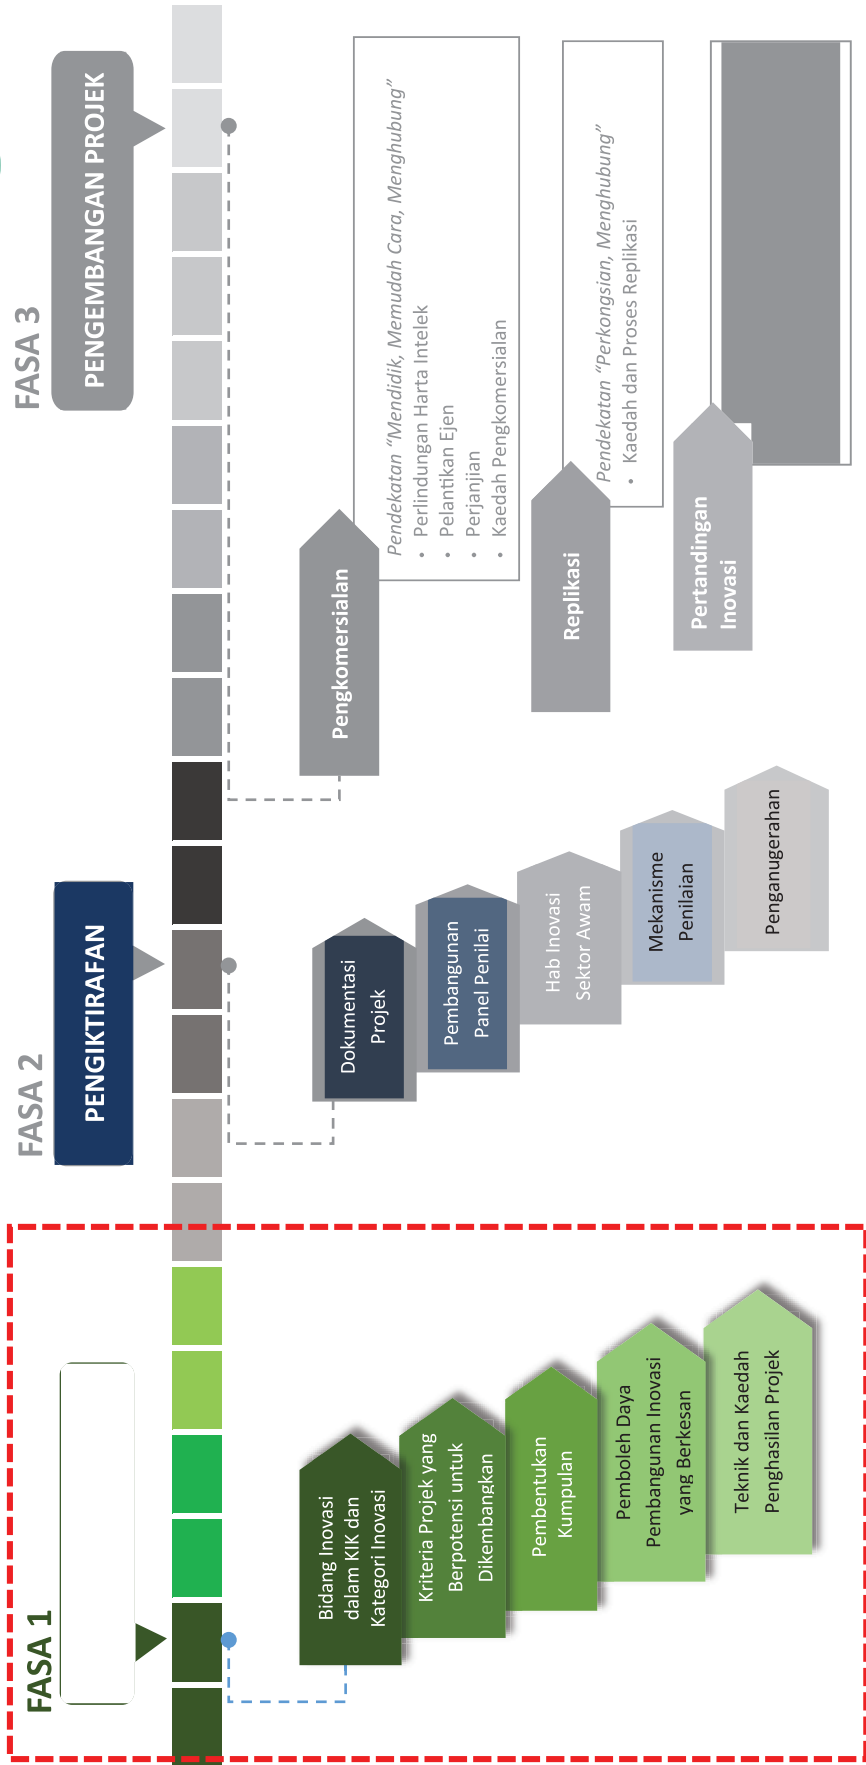 FASA 1
Bidang Inovasi
dalam KIK dan
Kategori Inovasi
Kriteria Projek yang
Berpotensi untuk
Dikembangkan
Pembentukan
Kumpulan
Pemboleh Daya
Pembangunan Inovasi
yang Berkesan
Teknik dan Kaedah
Penghasilan Projek
FASA 2
PENGIKTIRAFAN
Dokumentasi
Projek
Pembangunan
Panel Penilai
Hab Inovasi
Sektor Awam
Mekanisme
Penilaian
Penganugerahan
FASA 3
PENGEMBANGAN PROJEK
Pengkomersialan
Pendekatan “Mendidik, Memudah Cara, Menghubung”
• Perlindungan Harta Intelek
• Pelantikan Ejen
• Perjanjian
• Kaedah Pengkomersialan
Replikasi
Pendekatan “Perkongsian, Menghubung”
• Kaedah dan Proses Replikasi
Pertandingan
Inovasi